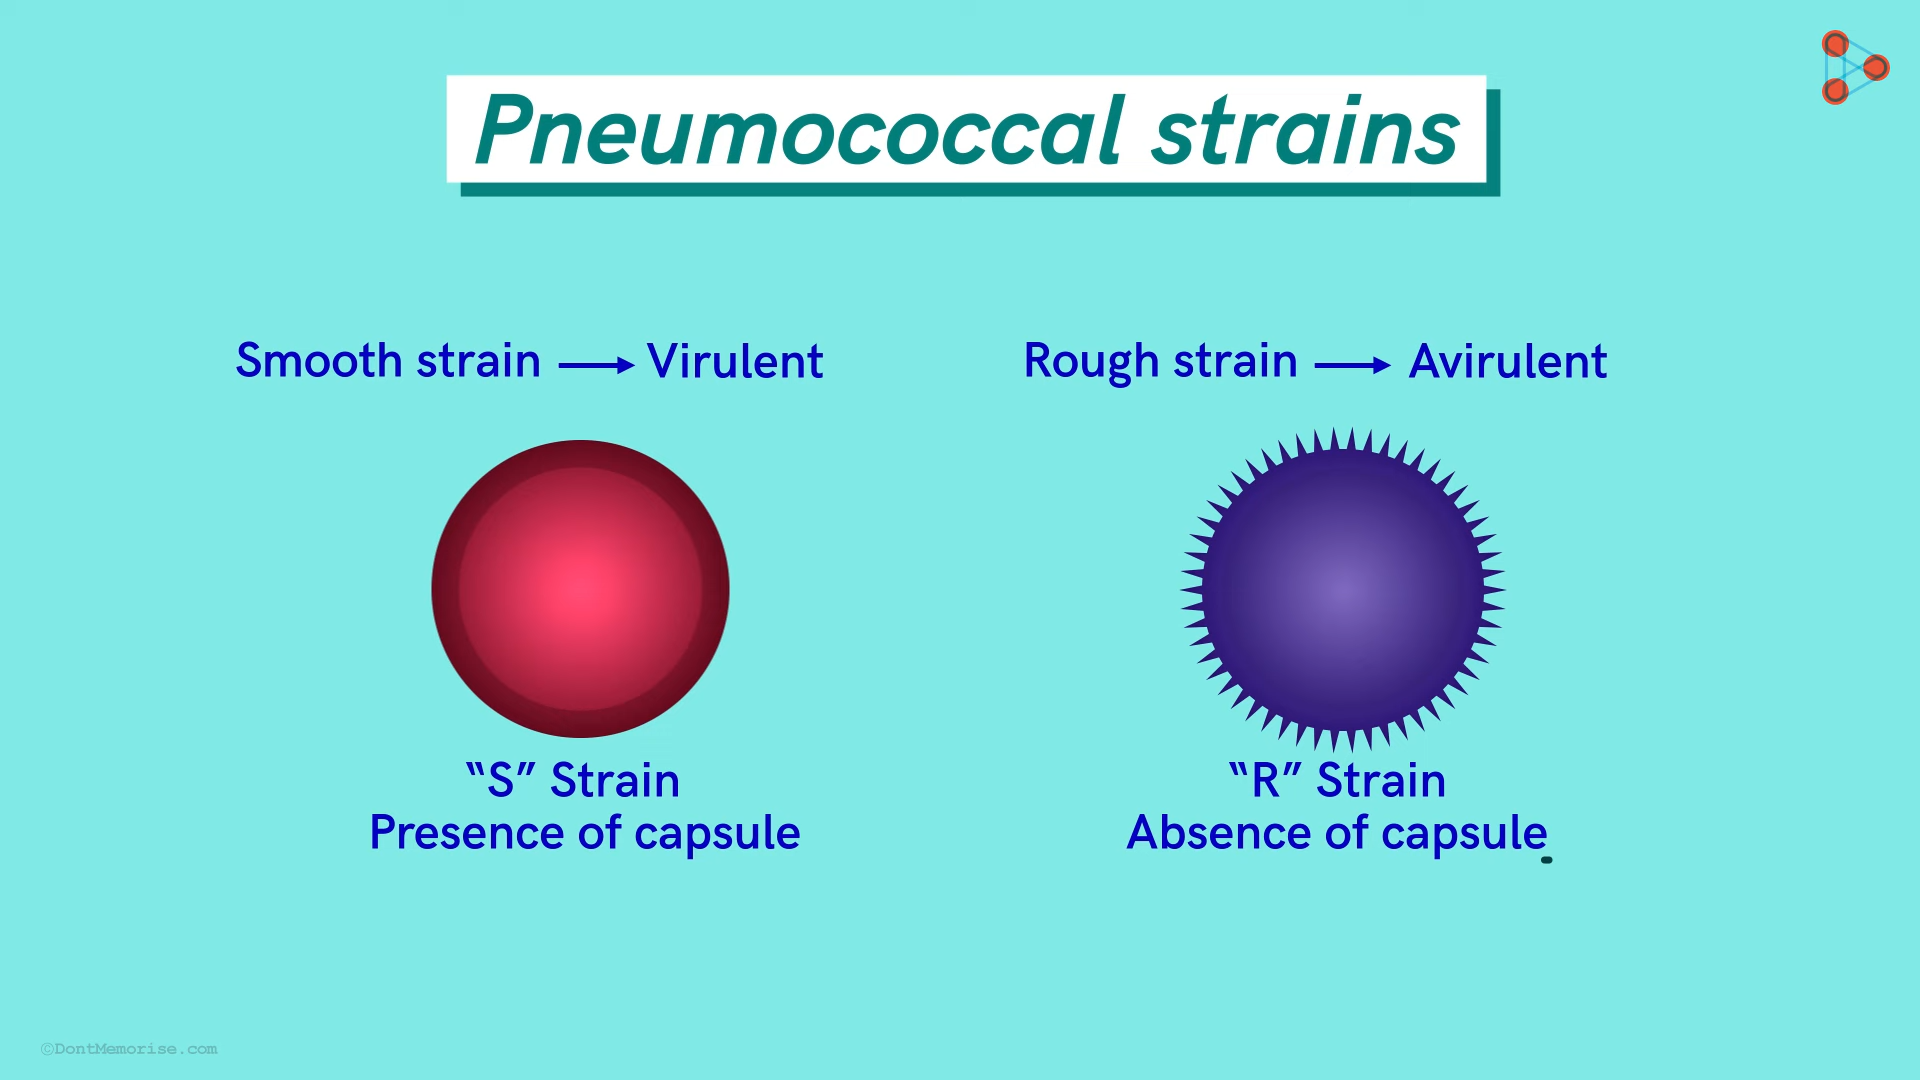 Pneumococcal strains
Smooth strain → Virulent
Rough strain → Avirulent
“S” Strain
Presence of capsule
“R” Strain
Absence of capsule
©DontMemorise.com